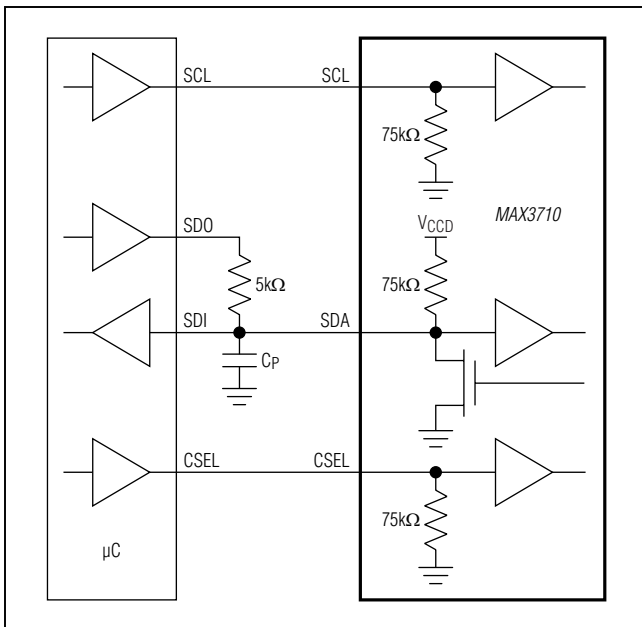 SCL
SCL
75kΩ
SDO
MAX3710
VCCD
5kΩ
75kΩ
SDI
SDA
CP
CSEL
CSEL
75kΩ
µC